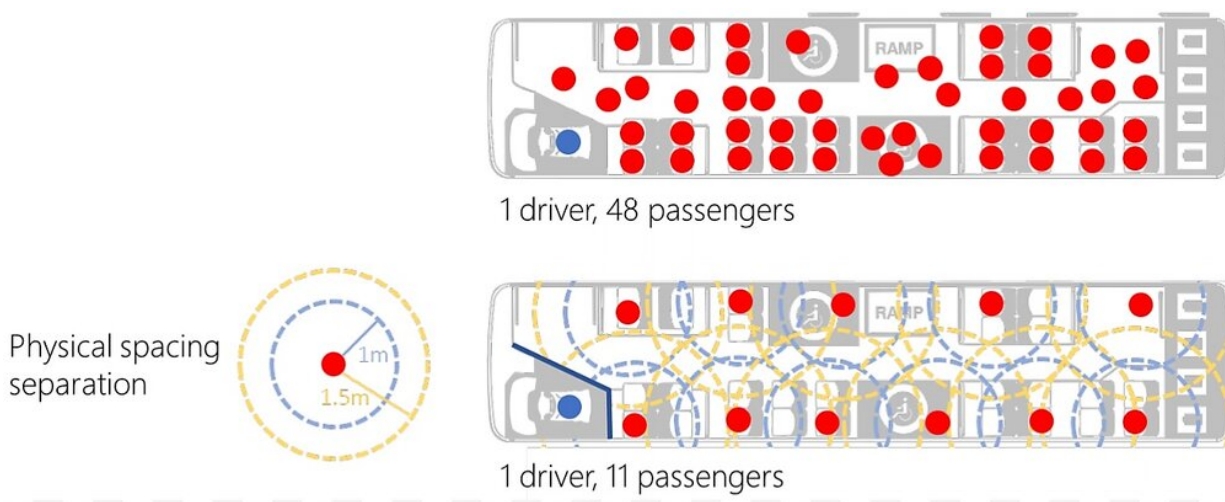 RAMP
1 driver, 48 passengers
Physical spacing
separation
1m
1.5m
RAMP
1 driver, 11 passengers